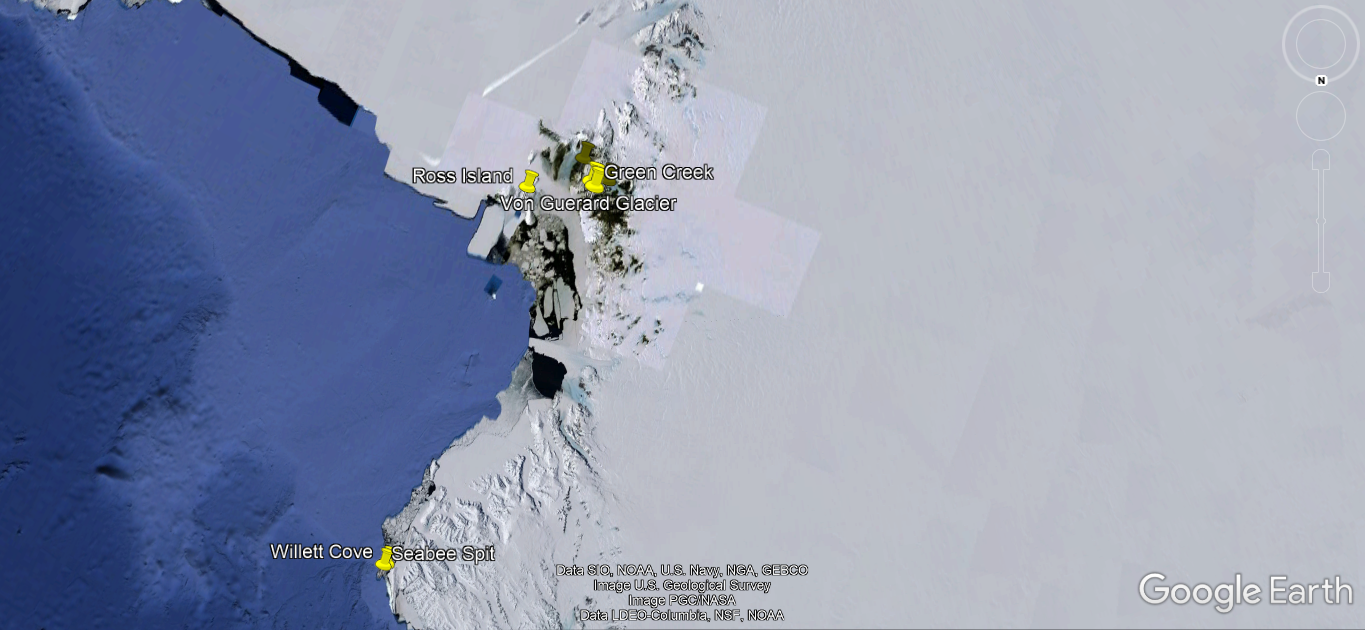 N
Ross Island
Green Creek
Von Guerard Glacier
Willett Cove
Seabee Spit
Data SIO, NOAA, U.S. Navy, NGA, GEBCO
Image U.S. Geological Survey
Image PGC/NASA
Data LDEO-Columbia, NSF, NOAA
Google Earth